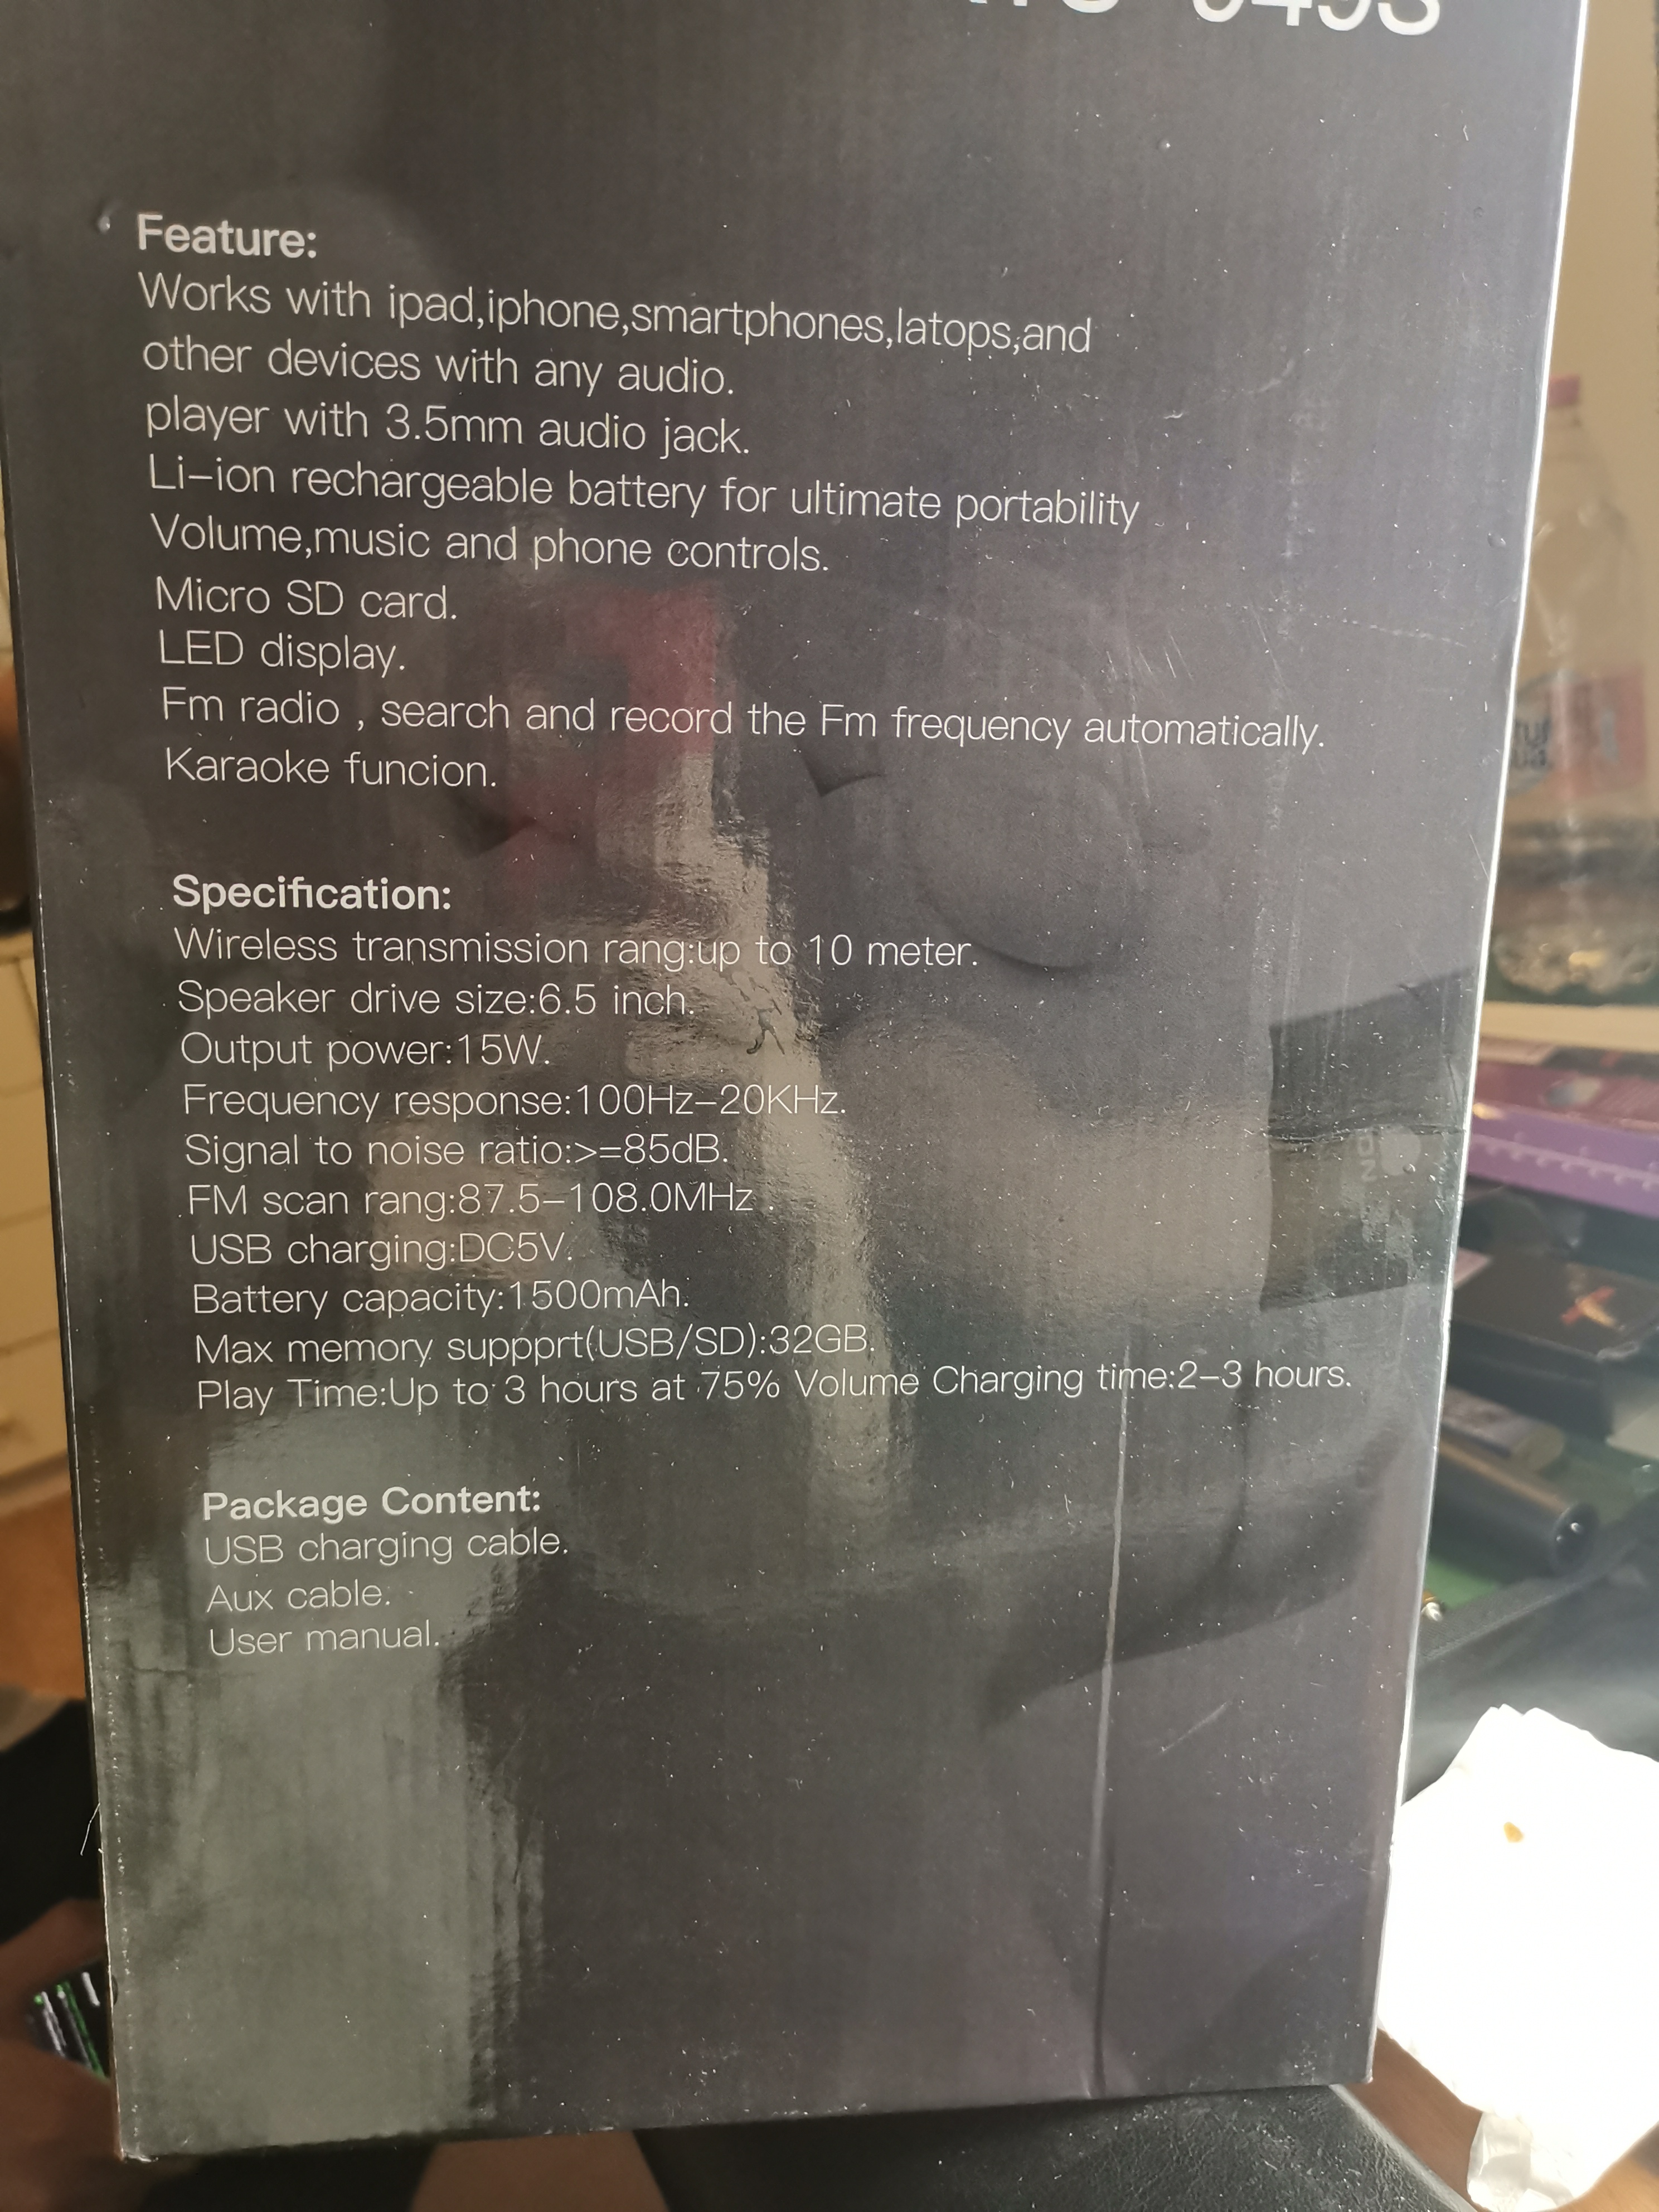 Feature:
Works with ipad,iphone,smartphones,latops,and
other devices with any audio.
player with 3.5mm audio jack.
Li-ion rechargeable battery for ultimate portability
Volume,music and phone controls.
Micro SD card.
LED display.
Fm radio , search and record the Fm frequency automatically.
Karaoke funcion.
Specification:
Wireless transmission rang:up to 10 meter.
Speaker drive size:6.5 inch.
Output power:15W.
Frequency response:100Hz-20KHz.
Signal to noise ratio:>=85dB.
FM scan rang:87.5-108.0MHz.
USB charging:DC5V.
Battery capacity:1500mAh.
Max memory suppprt(USB/SD):32GB.
Play Time:Up to 3 hours at 75% Volume Charging time:2-3 hours.
Package Content:
USB charging cable.
Aux cable.
User manual.